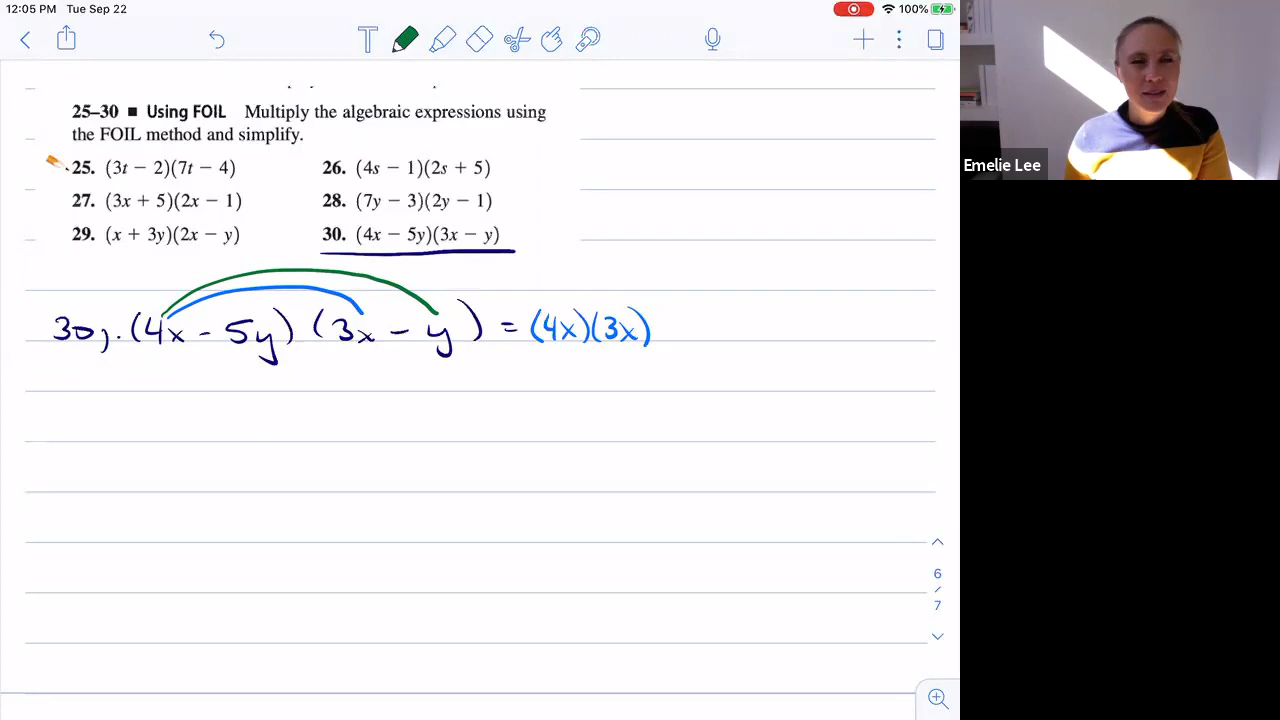 12:05 PM Tue Sep 22
100%
T
25–30 ■ Using FOIL Multiply the algebraic expressions using
the FOIL method and simplify.
25. (3t − 2)(7t − 4)
26. (4s − 1)(2s + 5)
27. (3x + 5)(2x − 1)
28. (7y − 3)(2y − 1)
29. (x + 3y)(2x − y)
30. (4x − 5y)(3x − y)
30;. (4x − 5y) (3x − y) = (4x)(3x)
6
/
7
Emelie Lee